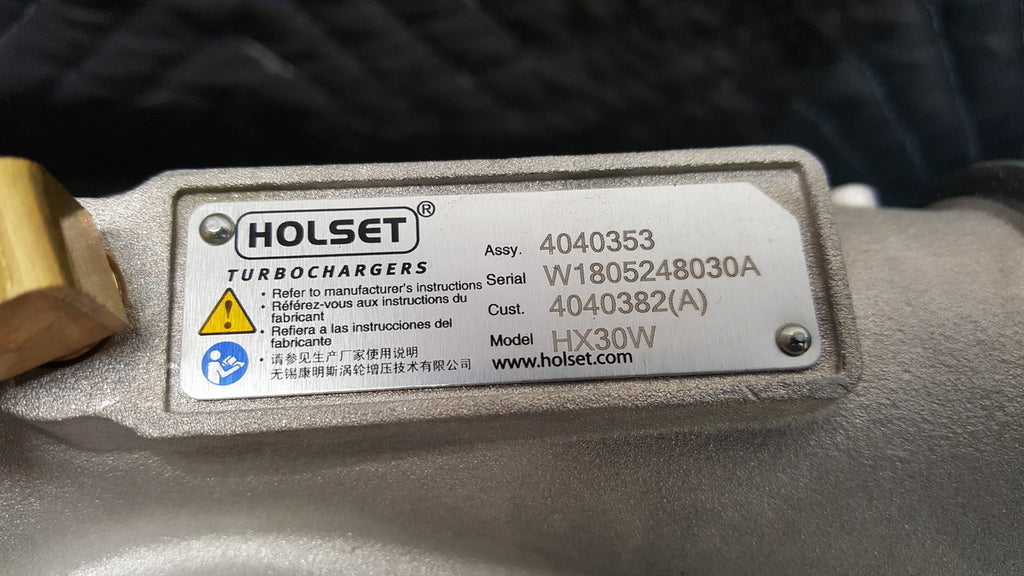 HOLSET®
TURBOCHARGERS
• Refer to manufacturer's instructions
• Référez-vous aux instructions du
fabricant
• Refiera a las instrucciones del
fabricante
• 请参见生产厂家使用说明
无锡康明斯涡轮增压技术有限公司
Assy. 4040353
Serial W1805248030A
Cust. 4040382(A)
Model HX30W
www.holset.com